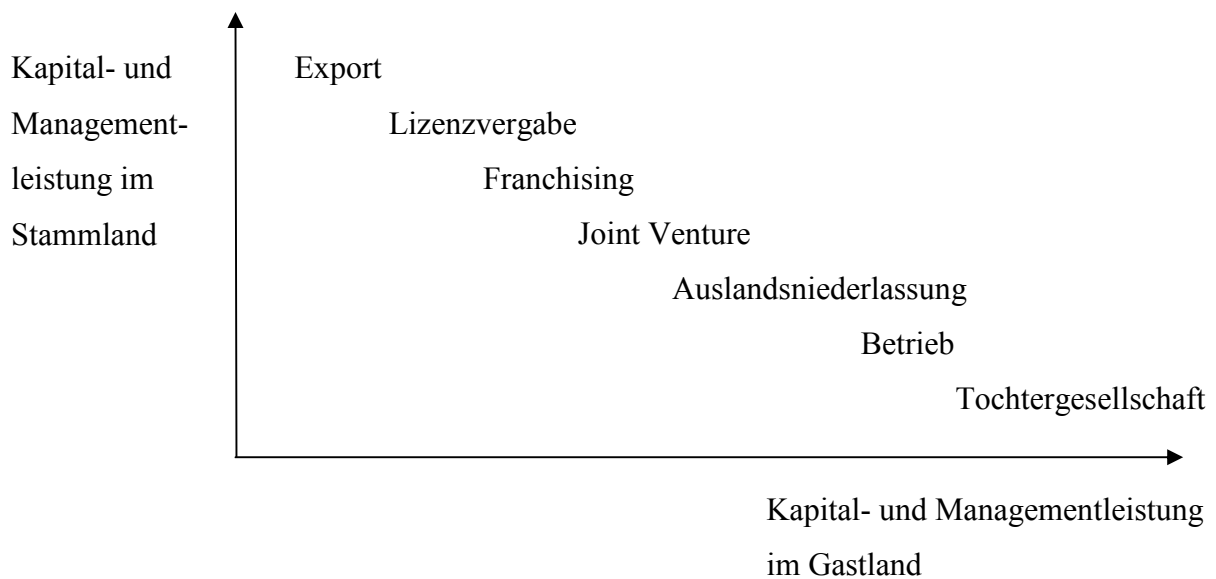 Kapital- und
Management-
leistung im
Stammland
Export
Lizenzvergabe
Franchising
Joint Venture
Auslandsniederlassung
Betrieb
Tochtergesellschaft
Kapital- und Managementleistung
im Gastland